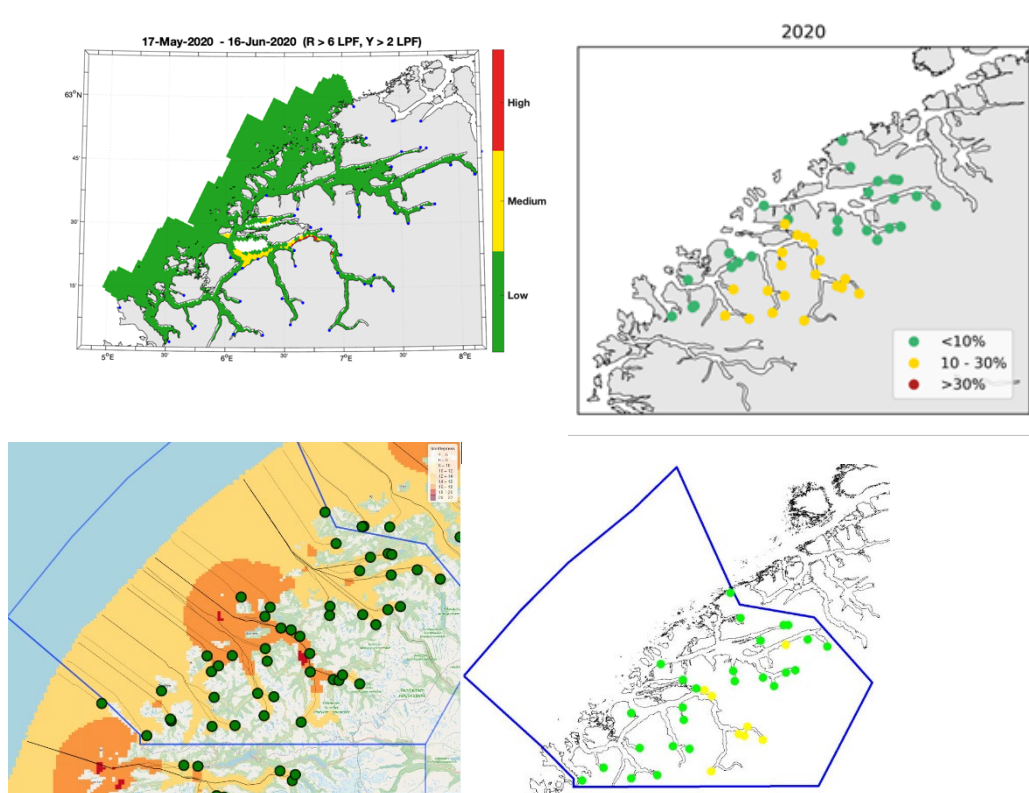 17-May-2020 - 16-Jun-2020 (R > 6 LPF, Y > 2 LPF)
63°N
45'
30'
15'
5°E
30'
6°E
30'
7°E
30'
8°E
High
Medium
Low
2020
<10%
10 - 30%
>30%